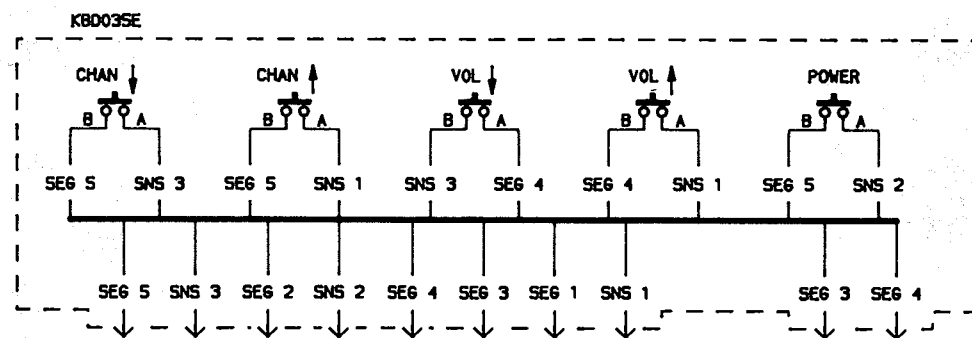 KBD03SE
CHAN CHAN VOL VOL POWER
B A B A B A B A B A
SEG 5 SNS 3 SEG 5 SNS 1 SNS 3 SEG 4 SEG 4 SNS 1 SEG 5 SNS 2
SEG 5 SNS 3 SEG 2 SNS 2 SEG 4 SEG 3 SEG 1 SNS 1 SEG 3 SEG 4